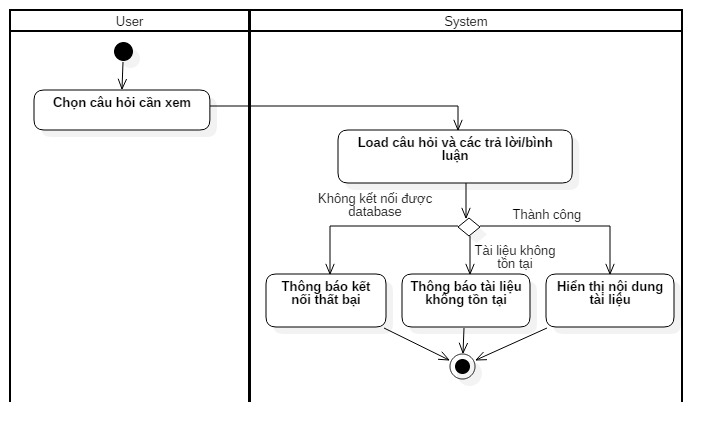 User
System
Chọn câu hỏi cần xem
Load câu hỏi và các trả lời/bình
luận
Không kết nối được
database
Thành công
Tài liệu không
tồn tại
Thông báo kết
nối thất bại
Thông báo tài liệu
không tồn tại
Hiển thị nội dung
tài liệu